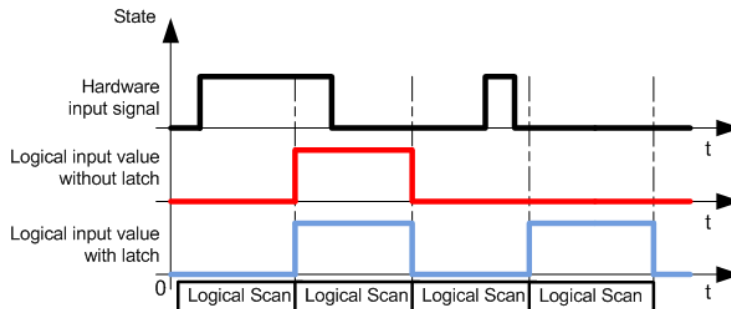 State
Hardware
input signal
t
Logical input value
without latch
t
Logical input value
with latch
0
t
Logical Scan
Logical Scan
Logical Scan
Logical Scan